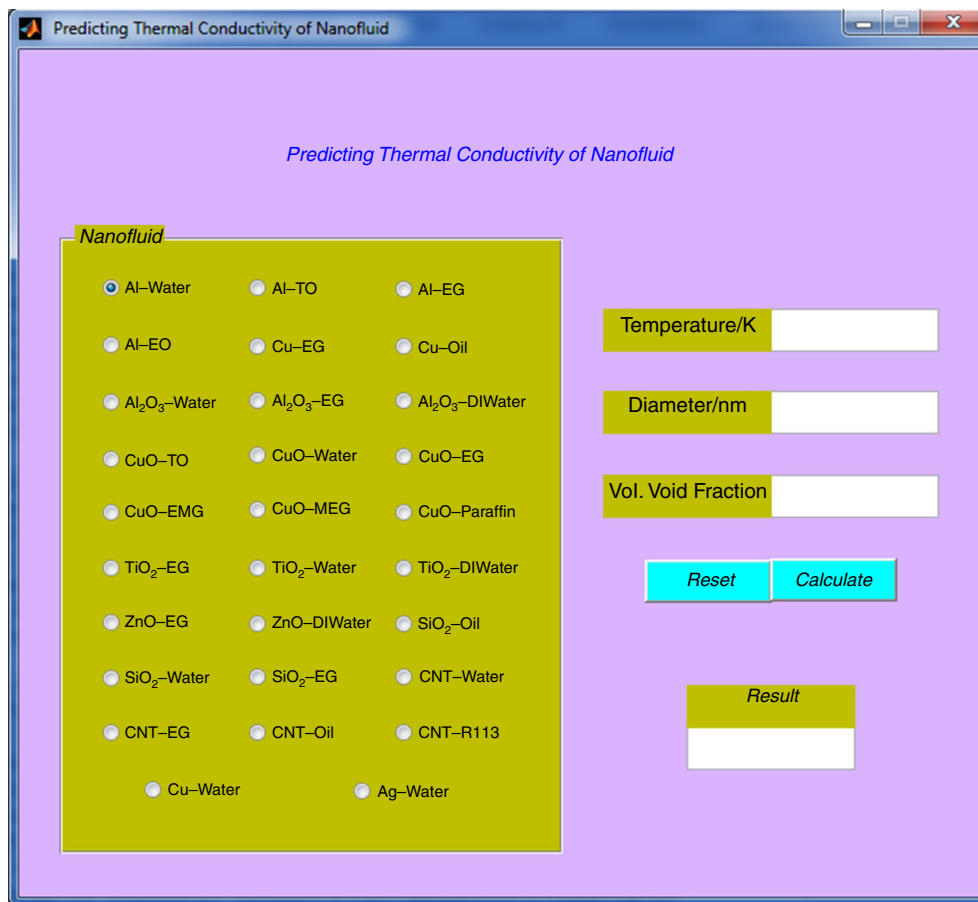 Predicting Thermal Conductivity of Nanofluid
Predicting Thermal Conductivity of Nanofluid
Nanofluid
Al–Water Al–TO Al–EG
Al–EO Cu–EG Cu–Oil
Al₂O₃–Water Al₂O₃–EG Al₂O₃–DIWater
CuO–TO CuO–Water CuO–EG
CuO–EMG CuO–MEG CuO–Paraffin
TiO₂–EG TiO₂–Water TiO₂–DIWater
ZnO–EG ZnO–DIWater SiO₂–Oil
SiO₂–Water SiO₂–EG CNT–Water
CNT–EG CNT–Oil CNT–R113
Cu–Water Ag–Water
Temperature/K
Diameter/nm
Vol. Void Fraction
Reset Calculate
Result